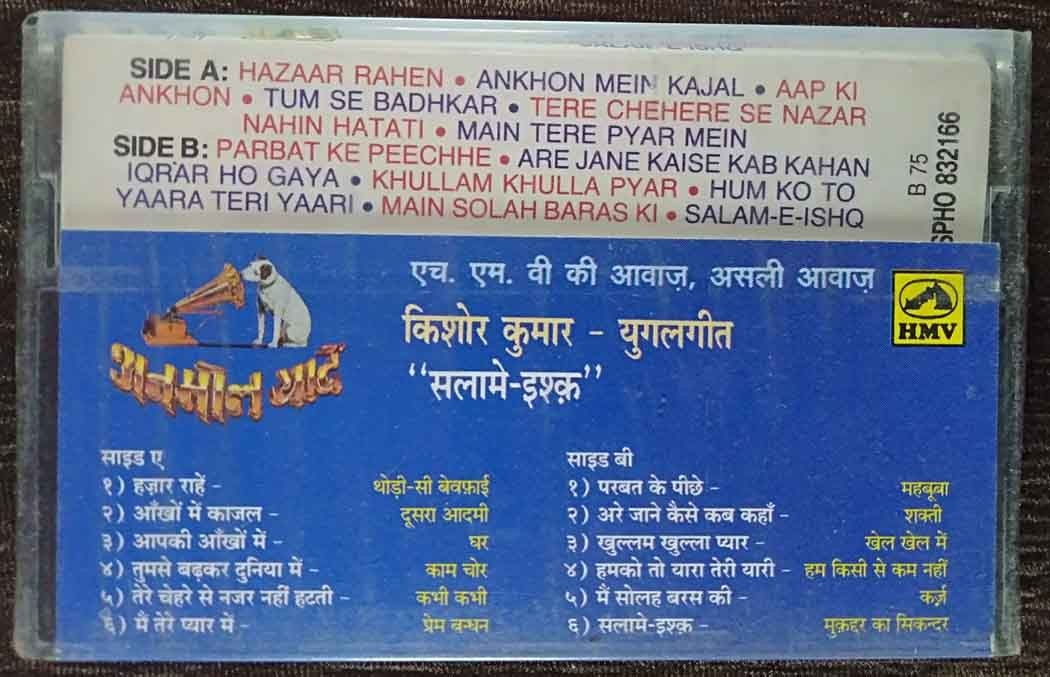 SIDE A: HAZAAR RAHEN • ANKHON MEIN KAJAL • AAP KI
ANKHON • TUM SE BADHKAR • TERE CHEHERE SE NAZAR
NAHIN HATATI • MAIN TERE PYAR MEIN
SIDE B: PARBAT KE PEECHHE • ARE JANE KAISE KAB KAHAN
IQRAR HO GAYA • KHULLAM KHULLA PYAR • HUM KO TO
YAARA TERI YAARI • MAIN SOLAH BARAS KI • SALAM-E-ISHQ
B 75
SPHO 832166
एच. एम. वी की आवाज़, असली आवाज़
HMV
किशोर कुमार - युगलगीत
“सलामे-इश्क़”
अनमोल यादें
साइड ए
१) हज़ार राहें - थोड़ी-सी बेवफ़ाई
२) आँखों में काजल - दूसरा आदमी
३) आपकी आँखों में - घर
४) तुमसे बढ़कर दुनिया में - काम चोर
५) तेरे चेहरे से नजर नहीं हटती - कभी कभी
६) मैं तेरे प्यार में - प्रेम बन्धन
साइड बी
१) परबत के पीछे - महबूबा
२) अरे जाने कैसे कब कहाँ - शक्ती
३) खुल्लम खुल्ला प्यार - खेल खेल में
४) हमको तो यारा तेरी यारी - हम किसी से कम नहीं
५) मैं सोलह बरस की - कर्ज़
६) सलामे-इश्क़ - मुक़द्दर का सिकन्दर